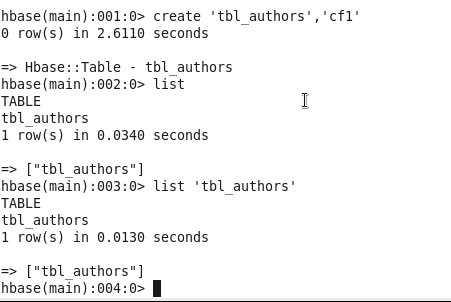 hbase(main):001:0> create 'tbl_authors','cf1'
0 row(s) in 2.6110 seconds
=> Hbase::Table - tbl_authors
hbase(main):002:0> list
TABLE
tbl_authors
1 row(s) in 0.0340 seconds
=> ["tbl_authors"]
hbase(main):003:0> list 'tbl_authors'
TABLE
tbl_authors
1 row(s) in 0.0130 seconds
=> ["tbl_authors"]
hbase(main):004:0>